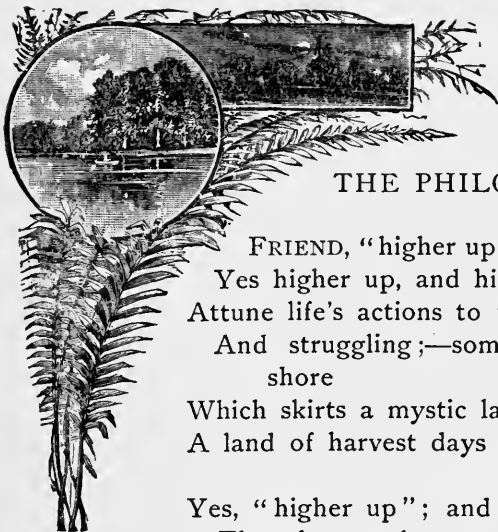 THE PHILO
FRIEND, "higher up
Yes higher up, and hi
Attune life's actions to
And struggling;—som
shore
Which skirts a mystic la
A land of harvest days
Yes, "higher up"; and